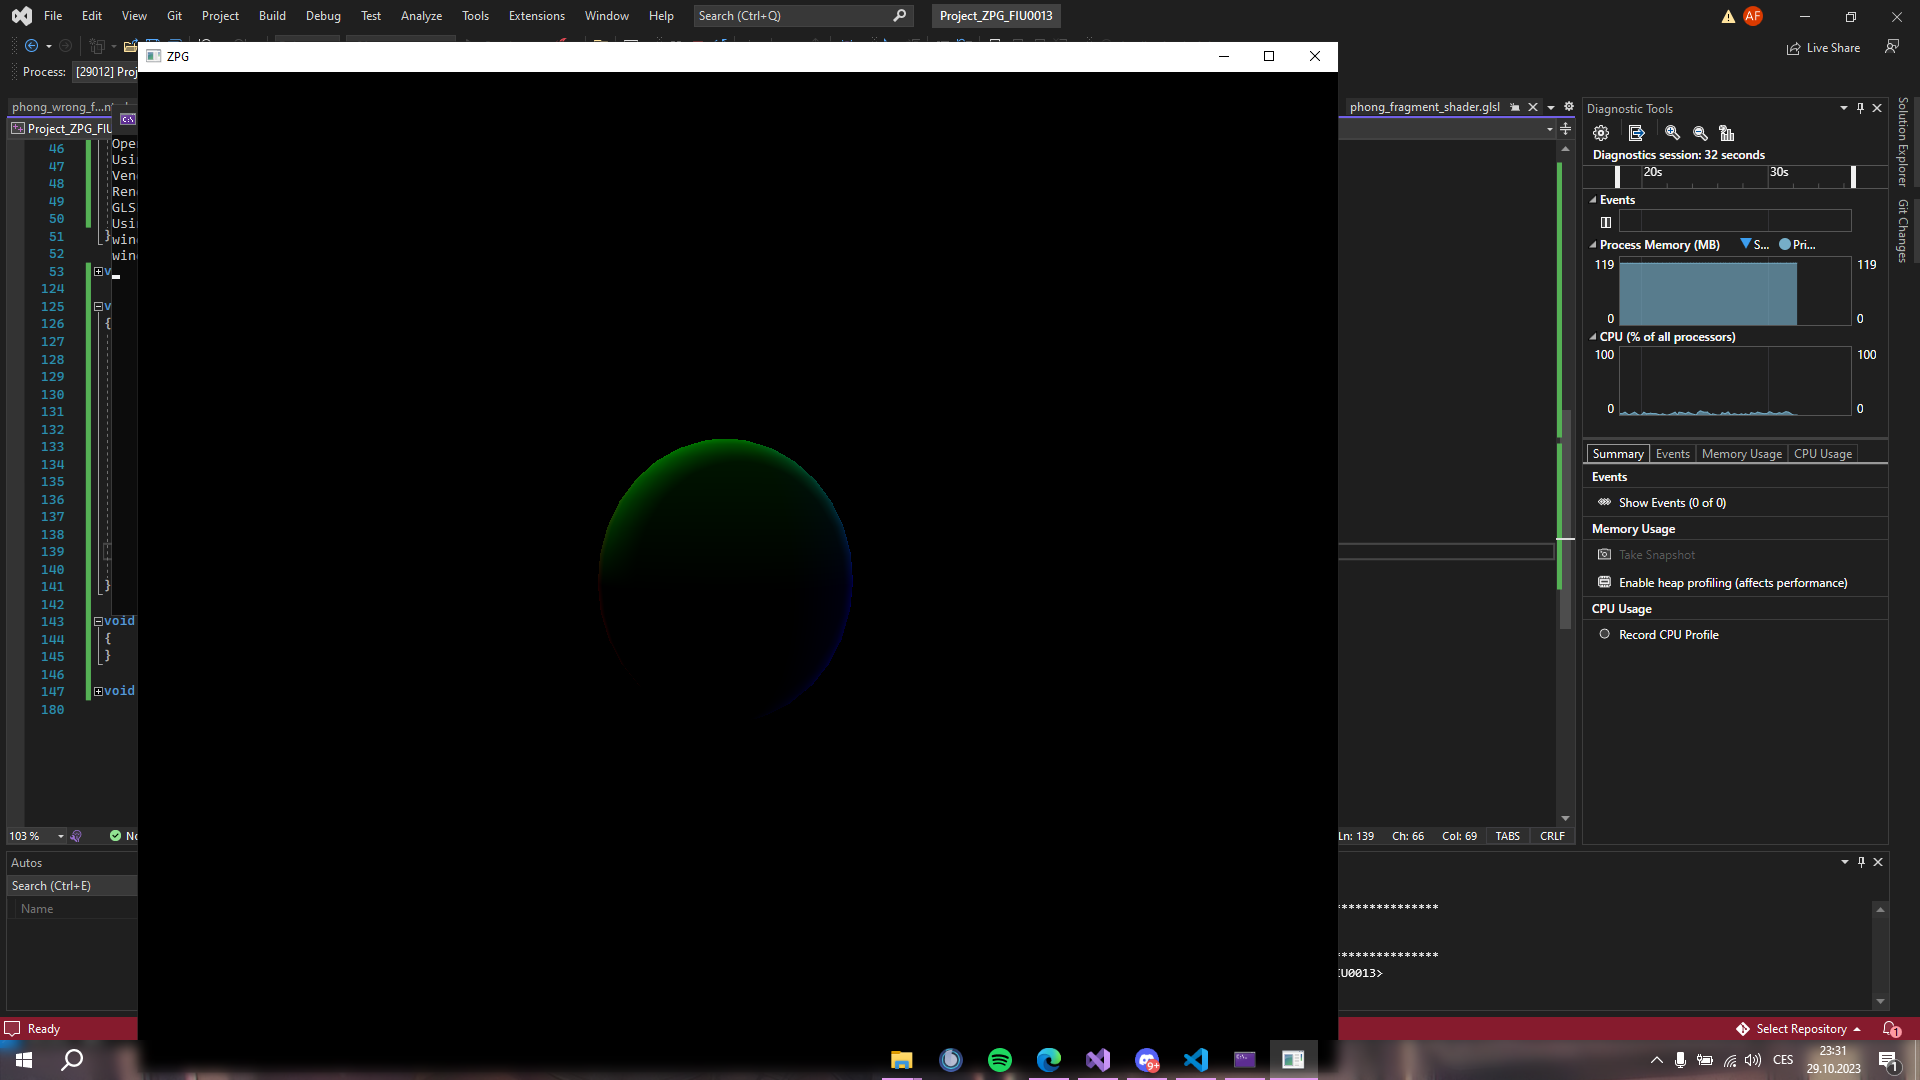 File Edit View Git Project Build Debug Test Analyze Tools Extensions Window Help Search (Ctrl+Q) Project_ZPG_FIU0013 AF
Live Share
ZPG
Process: [29012] Proj
phong_wrong_f...nt
phong_fragment_shader.glsl
Project_ZPG_FIU
Diagnostic Tools
Solution Explorer
Git Changes
Diagnostics session: 32 seconds
20s 30s
Events
Process Memory (MB) S... Pri...
119 119
0 0
CPU (% of all processors)
100 100
0 0
Summary Events Memory Usage CPU Usage
Events
Show Events (0 of 0)
Memory Usage
Take Snapshot
Enable heap profiling (affects performance)
CPU Usage
Record CPU Profile
Ope
Usin
Ven
Ren
GLS
Usin
win
win
46
47
48
49
50
51 }
52
53 v
124
125 v
126 {
127
128
129
130
131
132
133
134
135
136
137
138
139
140
141 }
142
143 void
144 {
145 }
146
147 void
180
103 % No
Ln: 139 Ch: 66 Col: 69 TABS CRLF
Autos
Search (Ctrl+E)
Name
***************
***************
IU0013>
Ready
Select Repository
1
9+
CES
23:31
29.10.2023
1